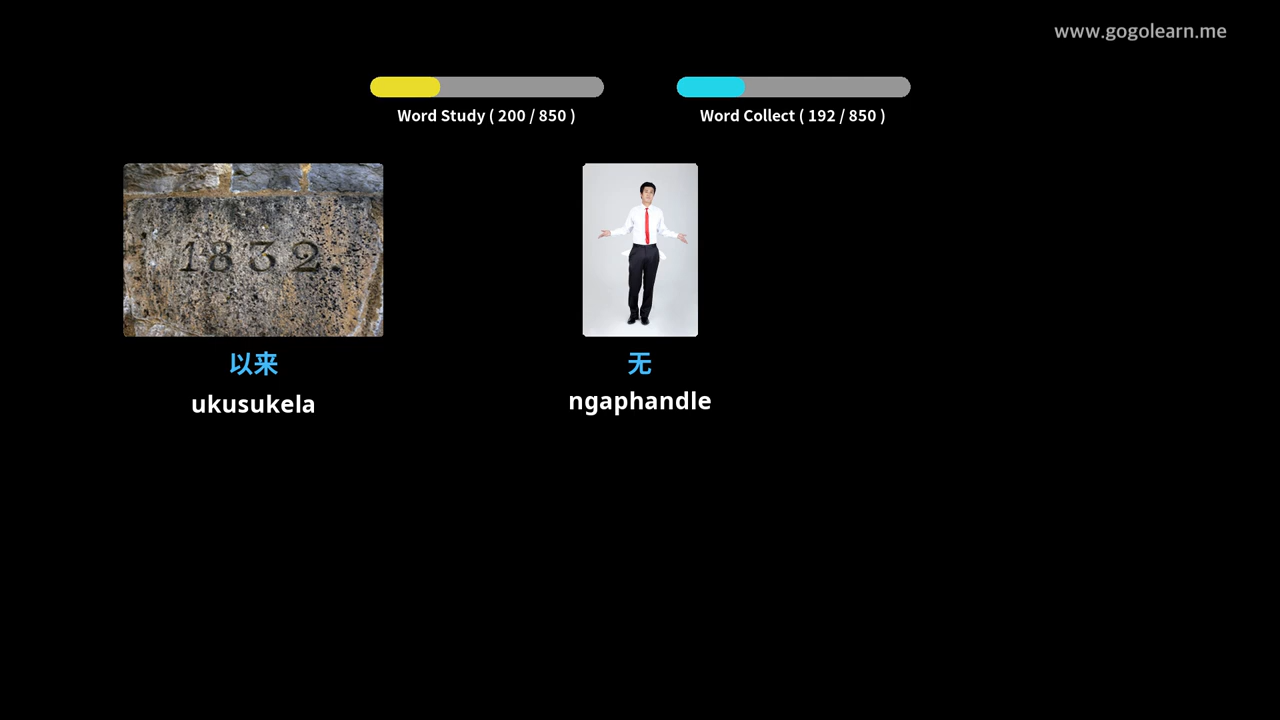 www.gogolearn.me
Word Study ( 200 / 850 )
Word Collect ( 192 / 850 )
1832.
以来
无
ukusukela
ngaphandle